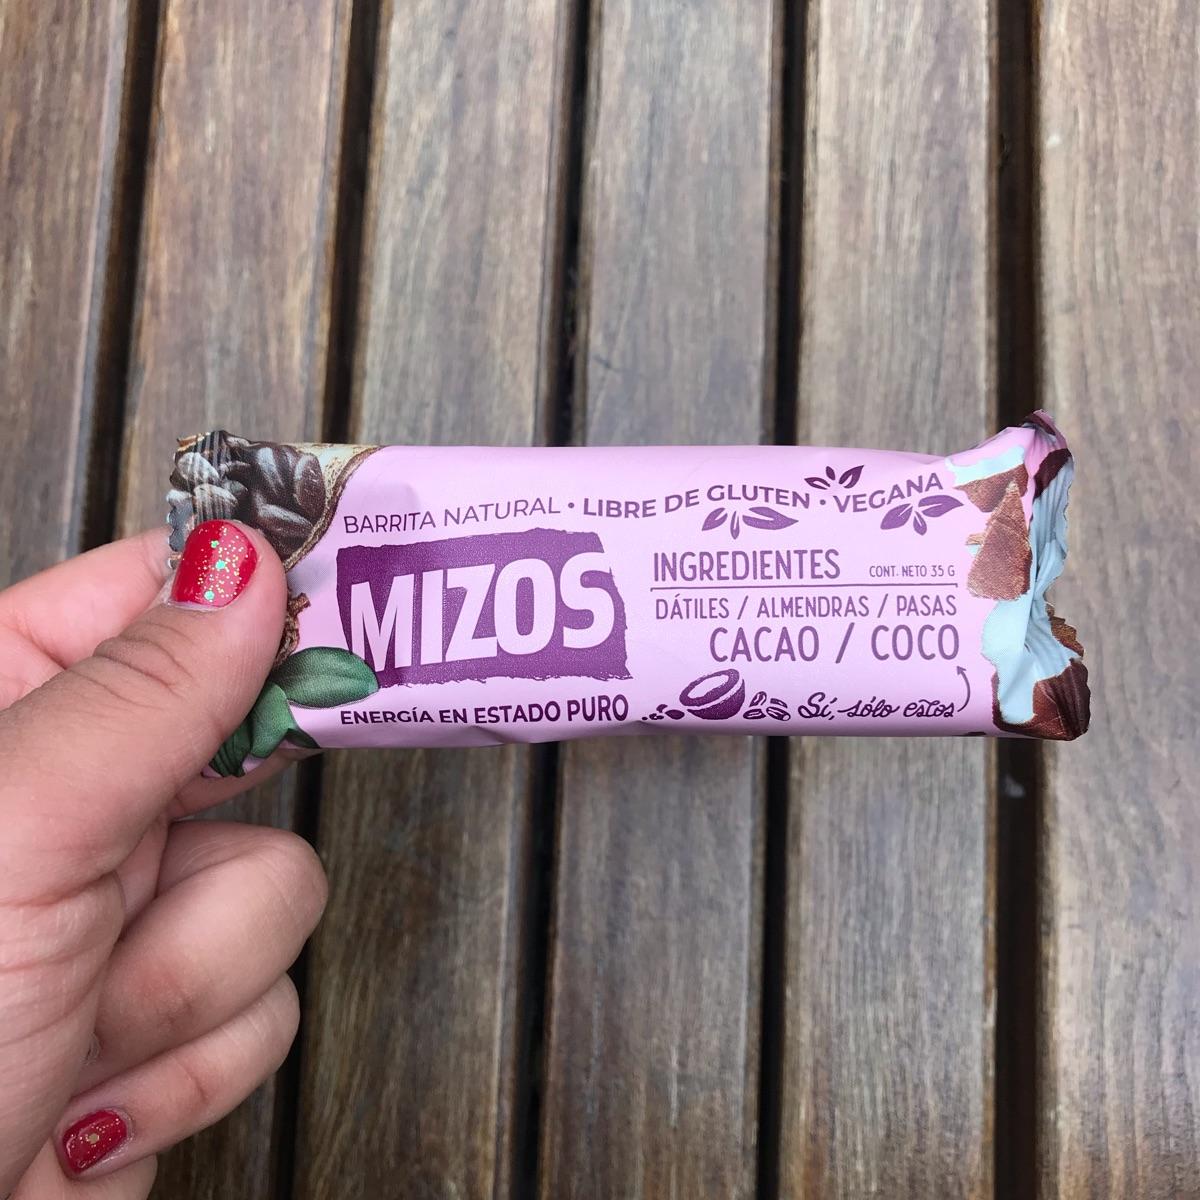 BARRITA NATURAL • LIBRE DE GLUTEN • VEGANA
MIZOS
ENERGÍA EN ESTADO PURO
INGREDIENTES
CONT. NETO 35 G
DÁTILES / ALMENDRAS / PASAS
CACAO / COCO
Sí, sólo estos